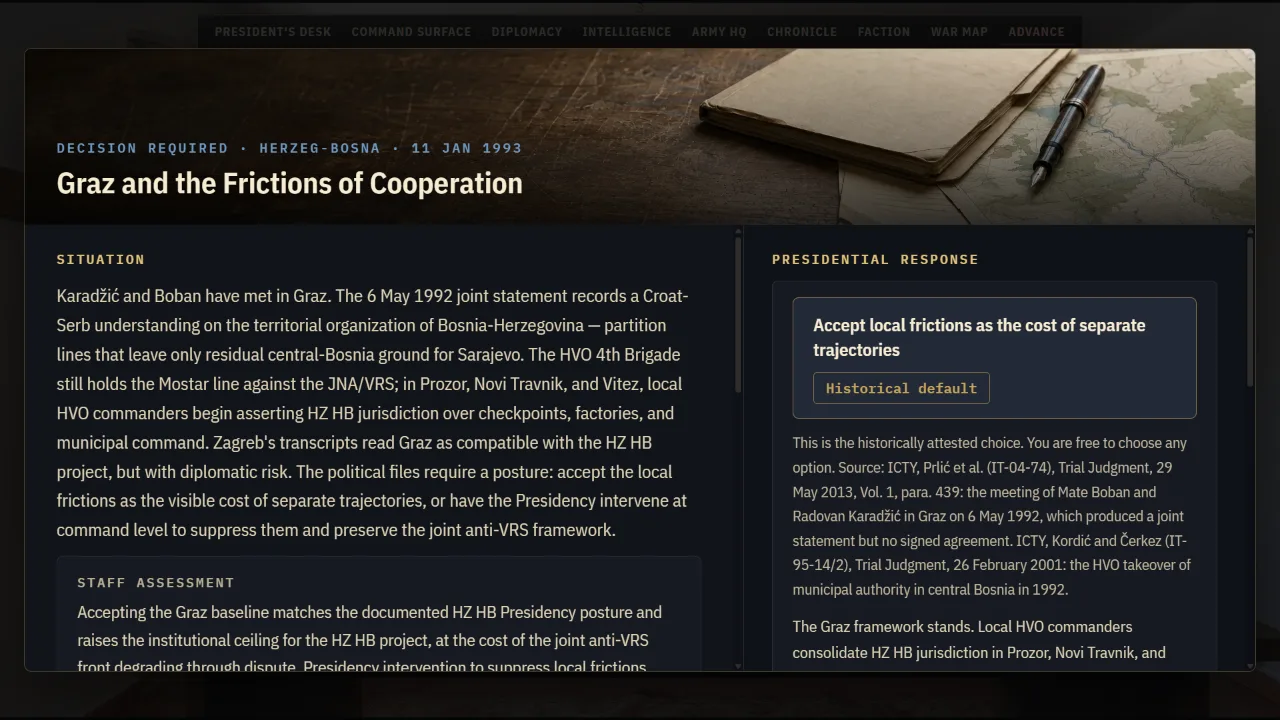 PRESIDENT'S DESK COMMAND SURFACE DIPLOMACY INTELLIGENCE ARMY HQ CHRONICLE FACTION WAR MAP ADVANCE
DECISION REQUIRED · HERZEG-BOSNA · 11 JAN 1993
Graz and the Frictions of Cooperation
SITUATION
Karadžić and Boban have met in Graz. The 6 May 1992 joint statement records a Croat-
Serb understanding on the territorial organization of Bosnia-Herzegovina — partition
lines that leave only residual central-Bosnia ground for Sarajevo. The HVO 4th Brigade
still holds the Mostar line against the JNA/VRS; in Prozor, Novi Travnik, and Vitez, local
HVO commanders begin asserting HZ HB jurisdiction over checkpoints, factories, and
municipal command. Zagreb's transcripts read Graz as compatible with the HZ HB
project, but with diplomatic risk. The political files require a posture: accept the local
frictions as the visible cost of separate trajectories, or have the Presidency intervene at
command level to suppress them and preserve the joint anti-VRS framework.
STAFF ASSESSMENT
Accepting the Graz baseline matches the documented HZ HB Presidency posture and
raises the institutional ceiling for the HZ HB project, at the cost of the joint anti-VRS
front degrading through dispute. Presidency intervention to suppress local frictions
PRESIDENTIAL RESPONSE
Accept local frictions as the cost of separate
trajectories
Historical default
This is the historically attested choice. You are free to choose any
option. Source: ICTY, Prlić et al. (IT-04-74), Trial Judgment, 29
May 2013, Vol. 1, para. 439: the meeting of Mate Boban and
Radovan Karadžić in Graz on 6 May 1992, which produced a joint
statement but no signed agreement. ICTY, Kordić and Čerkez (IT-
95-14/2), Trial Judgment, 26 February 2001: the HVO takeover of
municipal authority in central Bosnia in 1992.
The Graz framework stands. Local HVO commanders
consolidate HZ HB jurisdiction in Prozor, Novi Travnik, and